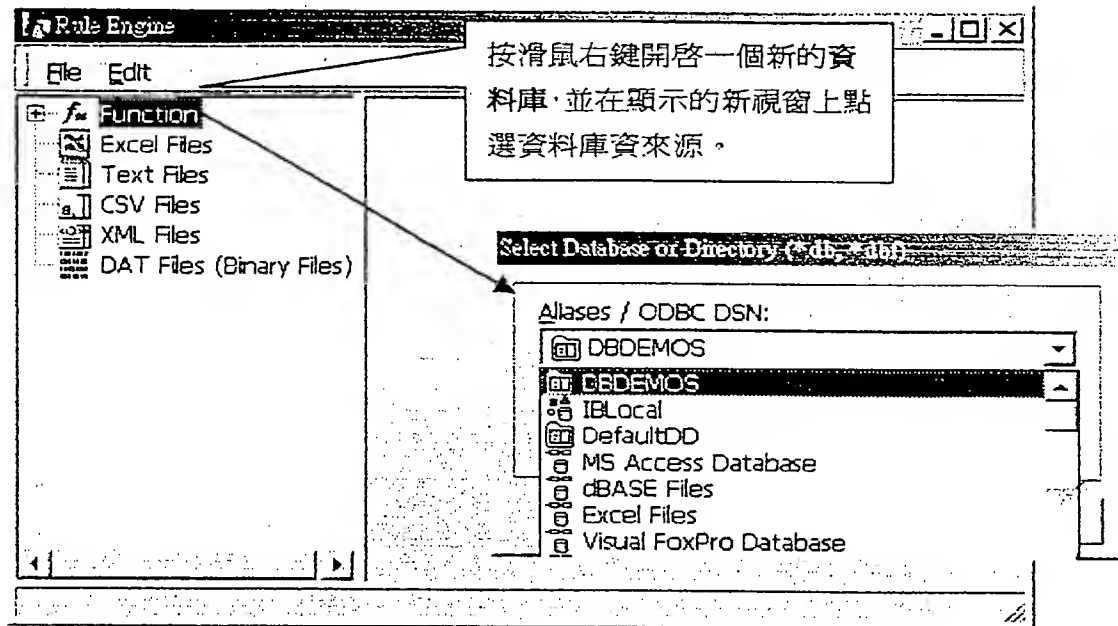 Rule Engine
File Edit
按滑鼠右鍵開啓一個新的資
料庫,並在顯示的新視窗上點
選資料庫資來源。
Function
Excel Files
Text Files
CSV Files
XML Files
DAT Files (Binary Files)
Select Database or Directory (*.db, *.dbf)
Aliases / ODBC DSN:
DBDEMOS
DBDEMOS
IBLocal
DefaultDD
MS Access Database
dBASE Files
Excel Files
Visual FoxPro Database